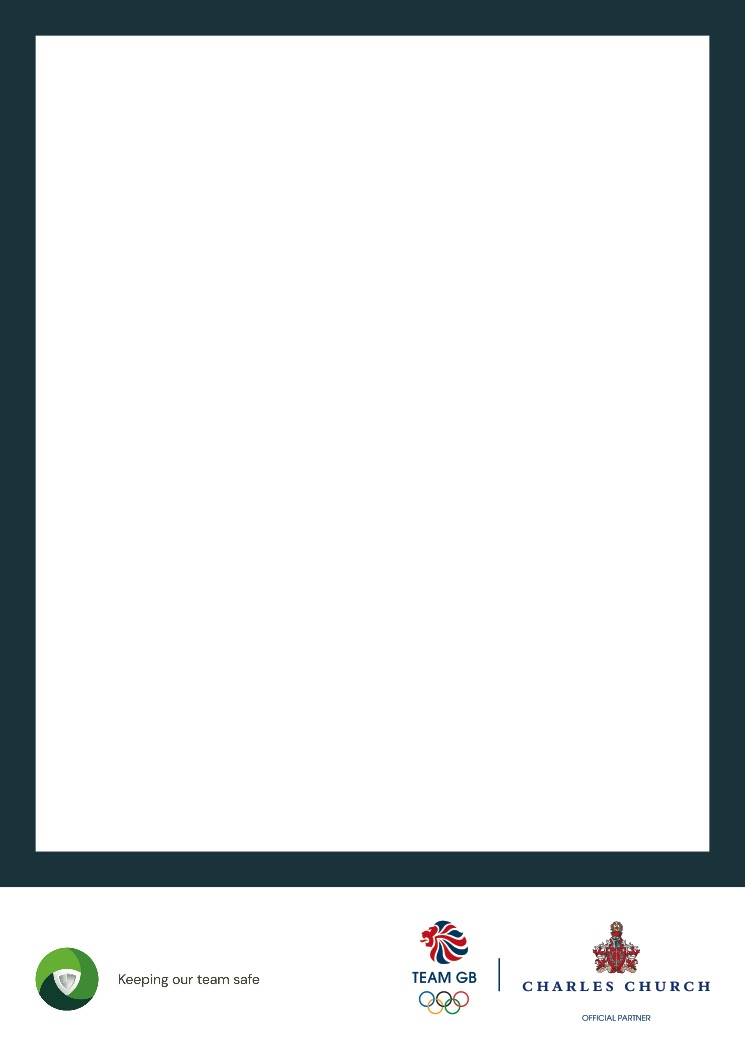 Keeping our team safe
TEAM GB
CHARLES CHURCH
OFFICIAL PARTNER